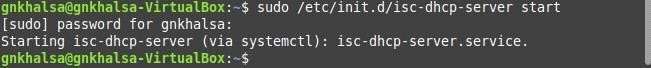 gnkhalsa@gnkhalsa-VirtualBox:~$ sudo /etc/init.d/isc-dhcp-server start
[sudo] password for gnkhalsa:
Starting isc-dhcp-server (via systemctl): isc-dhcp-server.service.
gnkhalsa@gnkhalsa-VirtualBox:~$